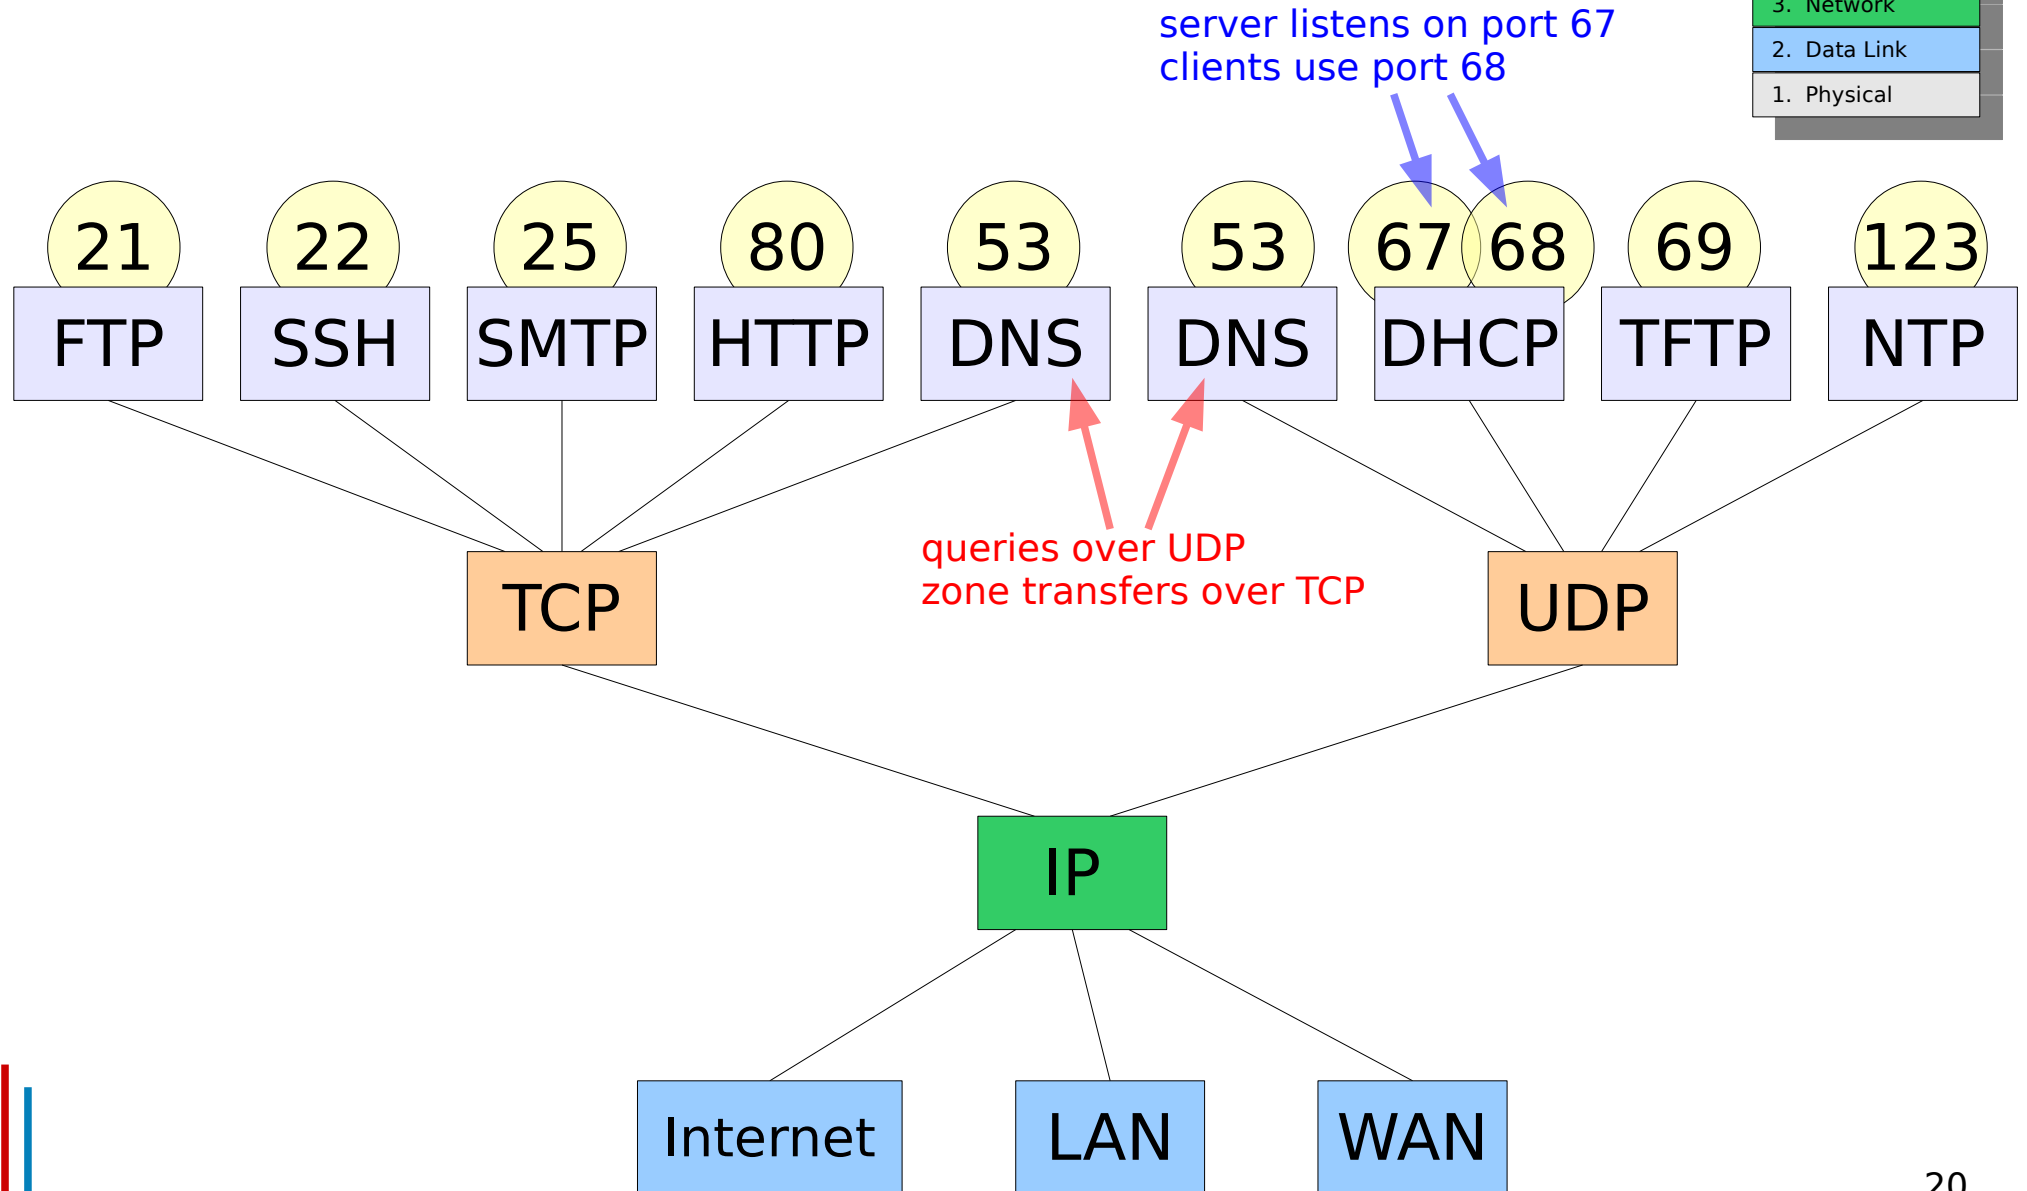 server listens on port 67
clients use port 68
3. Network
2. Data Link
1. Physical
21 22 25 80 53 53 67 68 69 123
FTP SSH SMTP HTTP DNS DNS DHCP TFTP NTP
queries over UDP
zone transfers over TCP
TCP UDP
IP
Internet LAN WAN
20